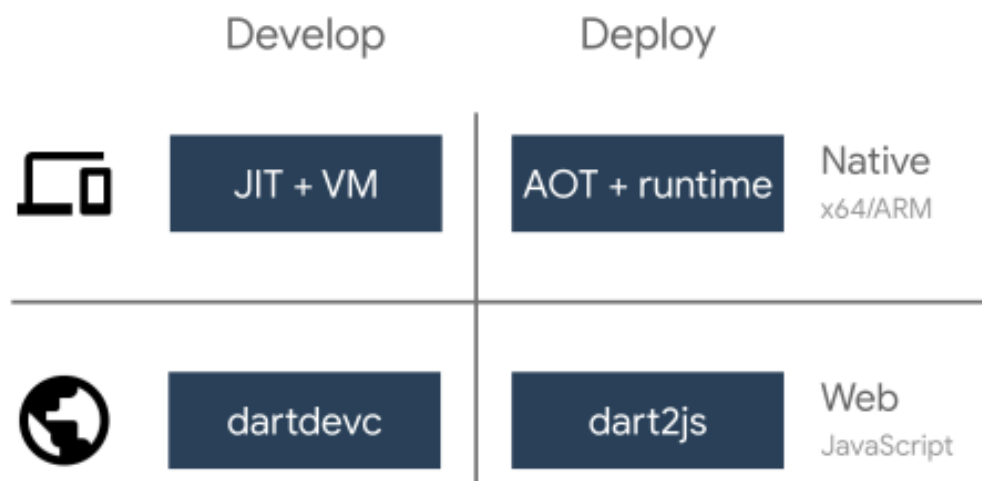 Develop
Deploy
JIT + VM
AOT + runtime
Native
x64/ARM
dartdevc
dart2js
Web
JavaScript